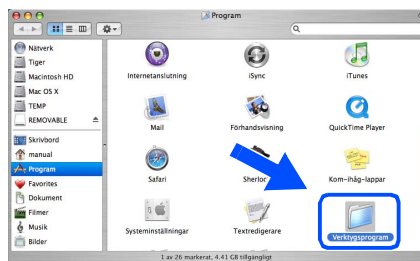 Program
Nätverk
Tiger
Macintosh HD
Mac OS X
TEMP
REMOVABLE
Skrivbord
manual
Program
Favorites
Dokument
Filmer
Musik
Bilder
Internetanslutning
iSync
iTunes
Mail
Förhandsvisning
QuickTime Player
Safari
Sherloc
Kom-ihåg-lappar
Systeminställningar
Textredigerare
Verktygsprogram
1 av 26 markerat, 4.41 GB tillgängligt